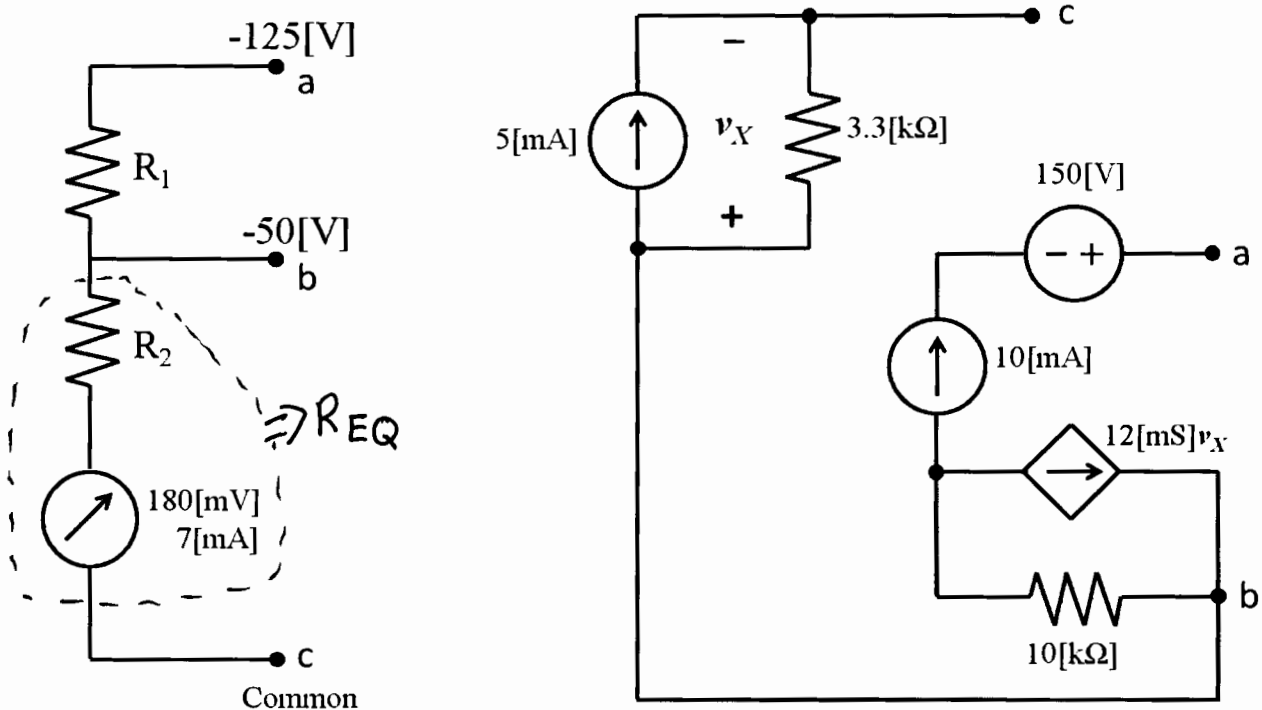 -125[V]
a
R1
-50[V]
b
R2
REQ
180[mV]
7[mA]
c
Common
c
−
5[mA]
vX
3.3[kΩ]
+
150[V]
− +
a
10[mA]
12[mS]vX
b
10[kΩ]